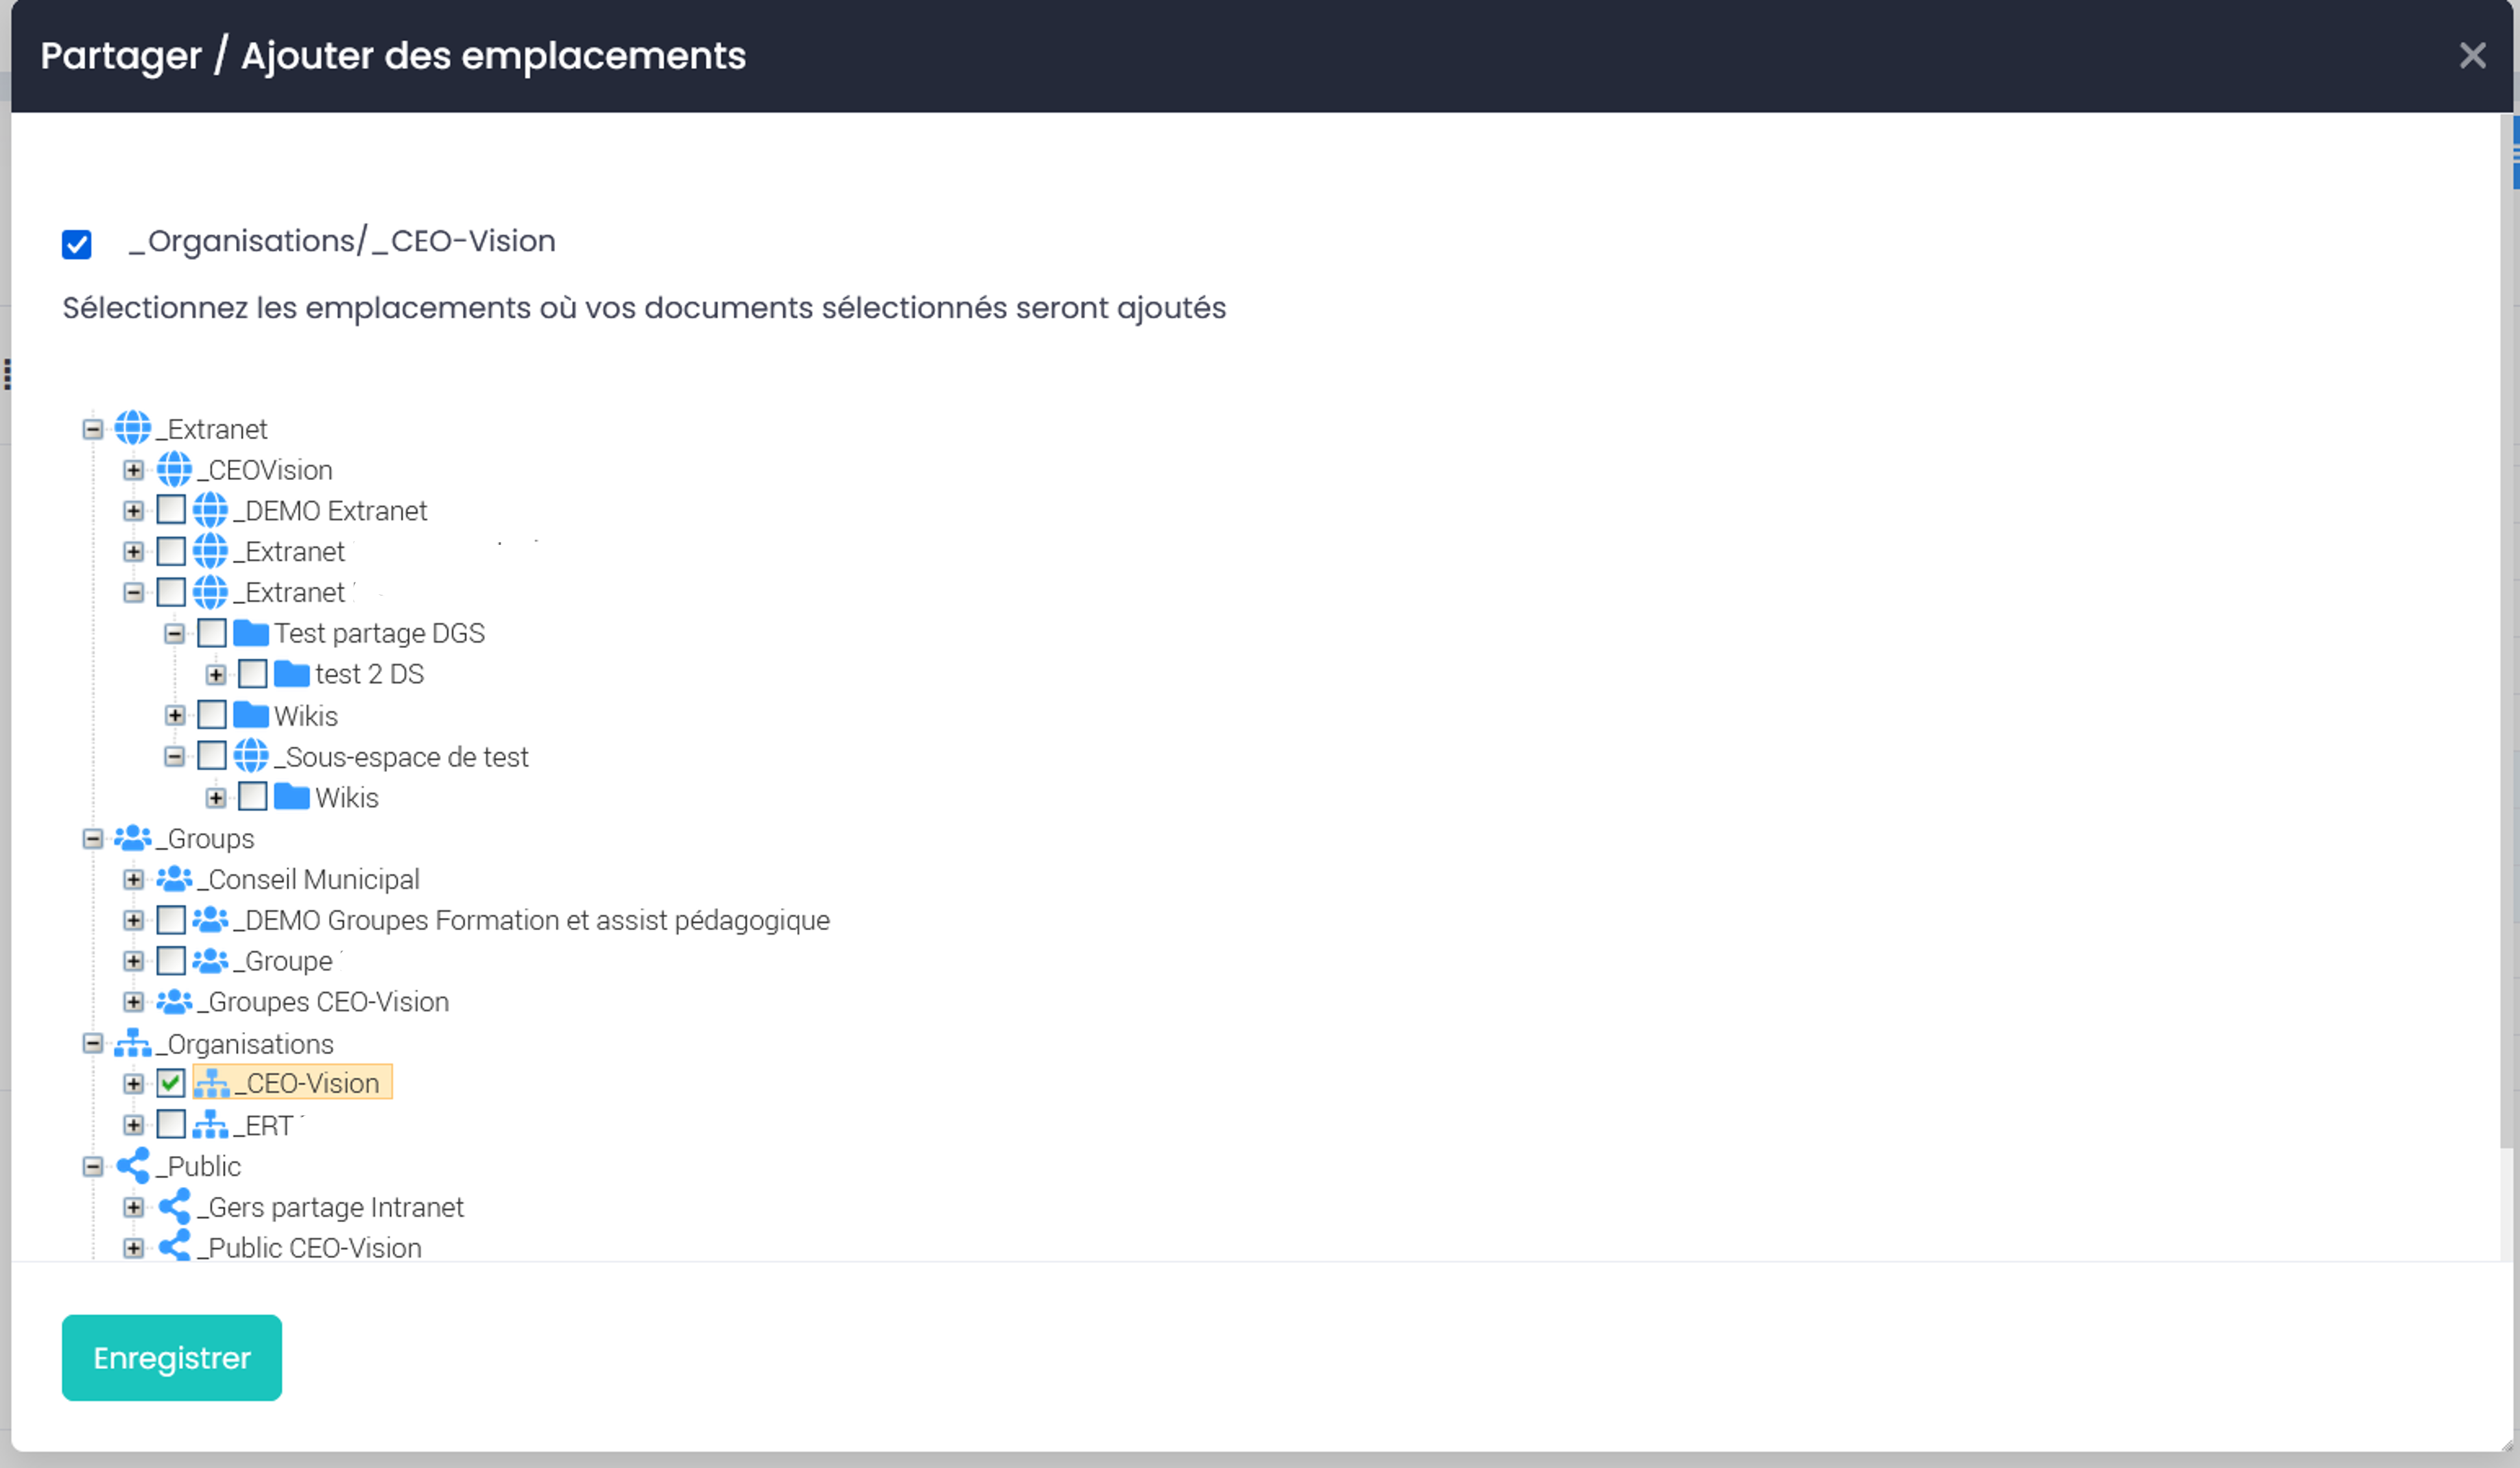 Partager / Ajouter des emplacements
_Organisations/_CEO-Vision
Sélectionnez les emplacements où vos documents sélectionnés seront ajoutés
_Extranet
_CEOVision
_DEMO Extranet
_Extranet
_Extranet
Test partage DGS
test 2 DS
Wikis
_Sous-espace de test
Wikis
_Groups
_Conseil Municipal
_DEMO Groupes Formation et assist pédagogique
_Groupe
_Groupes CEO-Vision
_Organisations
_CEO-Vision
_ERT
_Public
_Gers partage Intranet
_Public CEO-Vision
Enregistrer